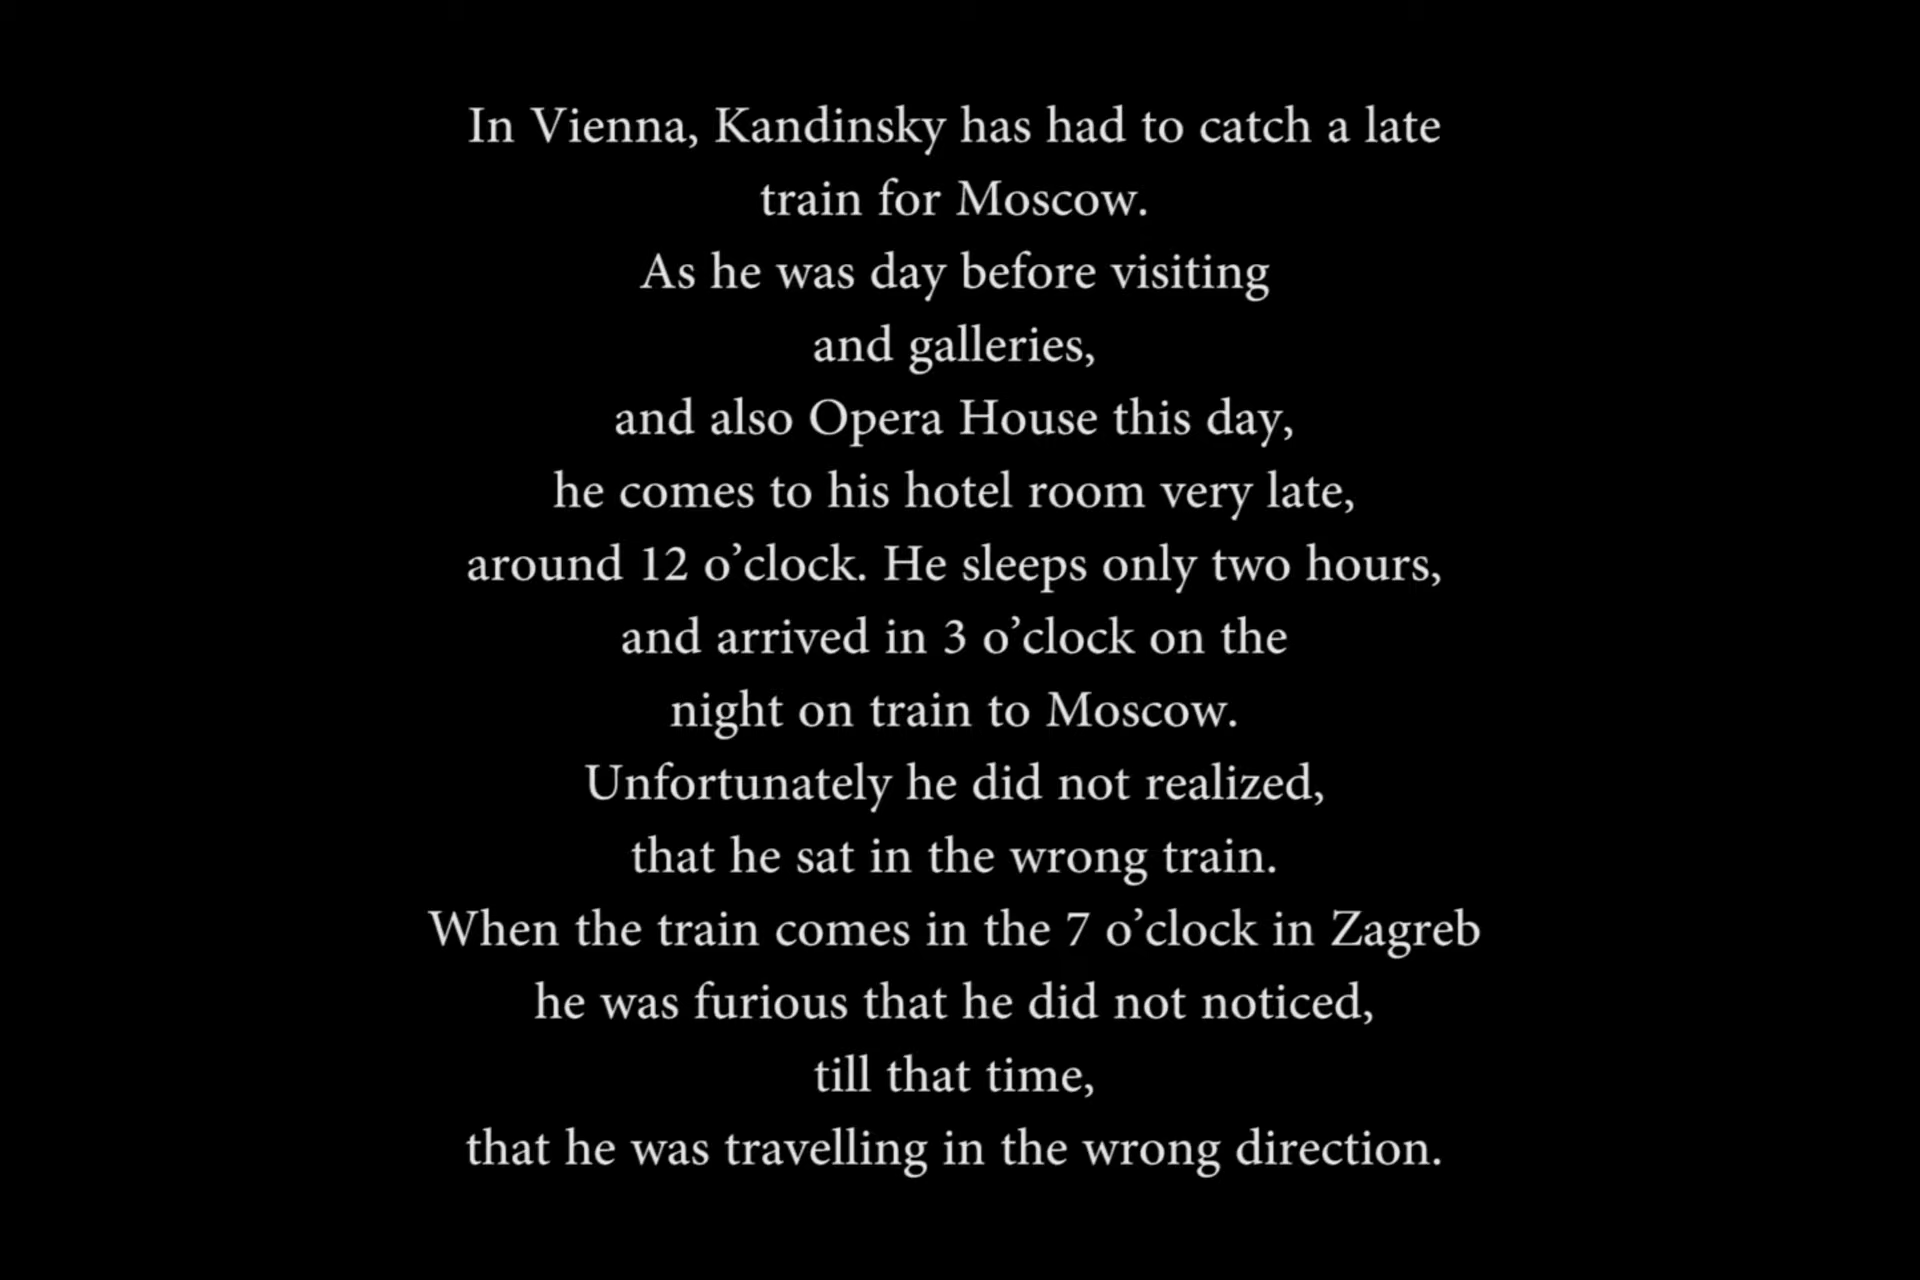 In Vienna, Kandinsky has had to catch a late
train for Moscow.
As he was day before visiting
and galleries,
and also Opera House this day,
he comes to his hotel room very late,
around 12 o’clock. He sleeps only two hours,
and arrived in 3 o’clock on the
night on train to Moscow.
Unfortunately he did not realized,
that he sat in the wrong train.
When the train comes in the 7 o’clock in Zagreb
he was furious that he did not noticed,
till that time,
that he was travelling in the wrong direction.